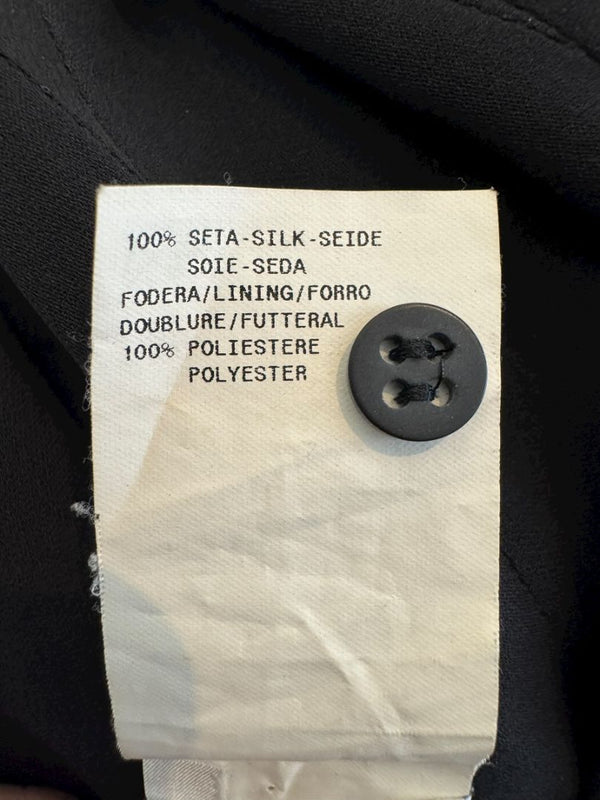 100% SETA-SILK-SEIDE
SOIE-SEDA
FODERA/LINING/FORRO
DOUBLURE/FUTTERAL
100% POLIESTERE
POLYESTER